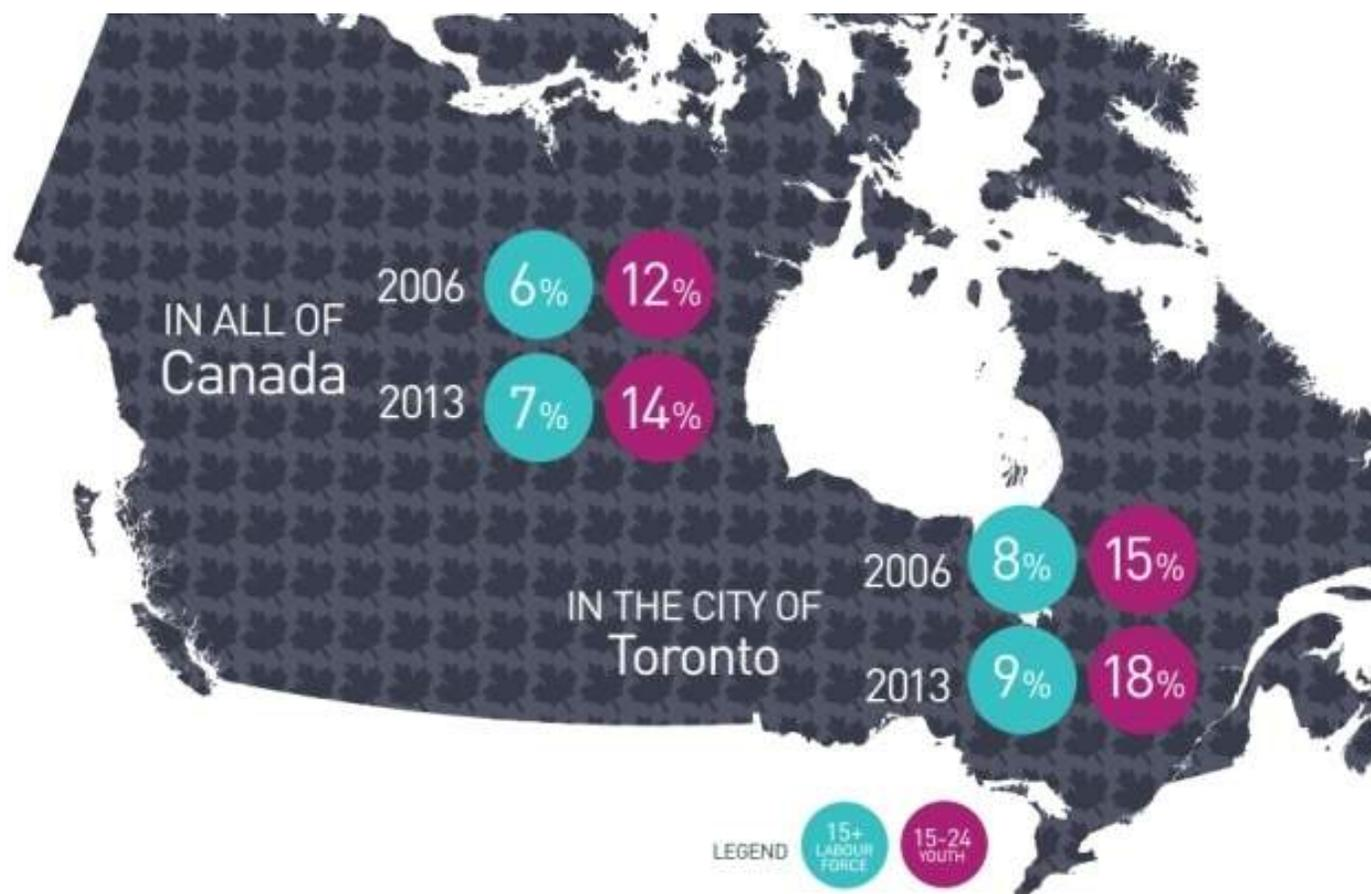 IN ALL OF
Canada
2006 6% 12%
2013 7% 14%
IN THE CITY OF
Toronto
2006 8% 15%
2013 9% 18%
LEGEND
15+
LABOUR
FORCE
15-24
YOUTH